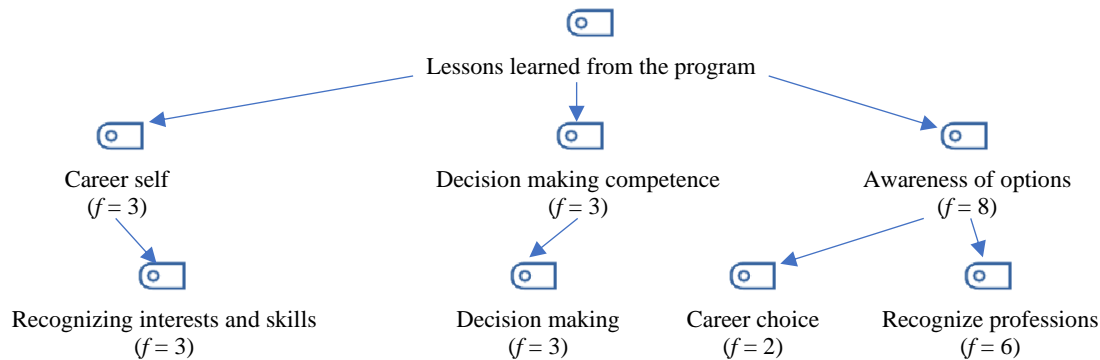 Lessons learned from the program
Career self
(f = 3)
Decision making competence
(f = 3)
Awareness of options
(f = 8)
Recognizing interests and skills
(f = 3)
Decision making
(f = 3)
Career choice
(f = 2)
Recognize professions
(f = 6)